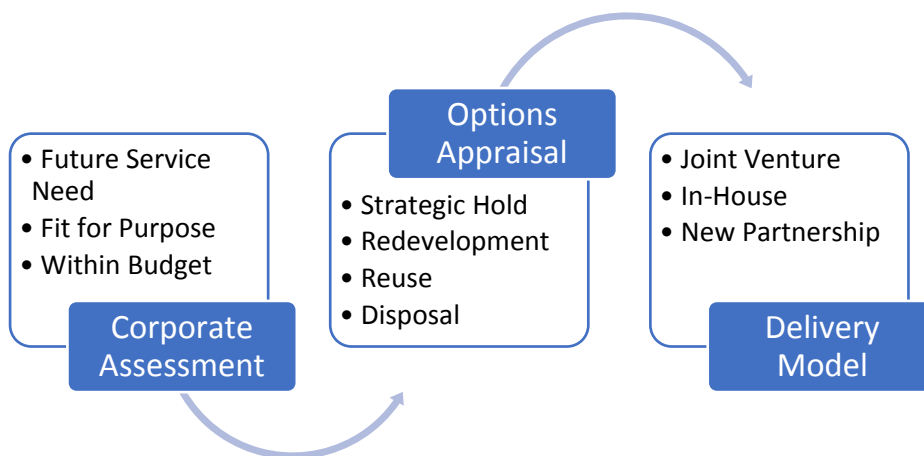 • Future Service
Need
• Fit for Purpose
• Within Budget
Corporate
Assessment
Options
Appraisal
• Strategic Hold
• Redevelopment
• Reuse
• Disposal
• Joint Venture
• In-House
• New Partnership
Delivery
Model